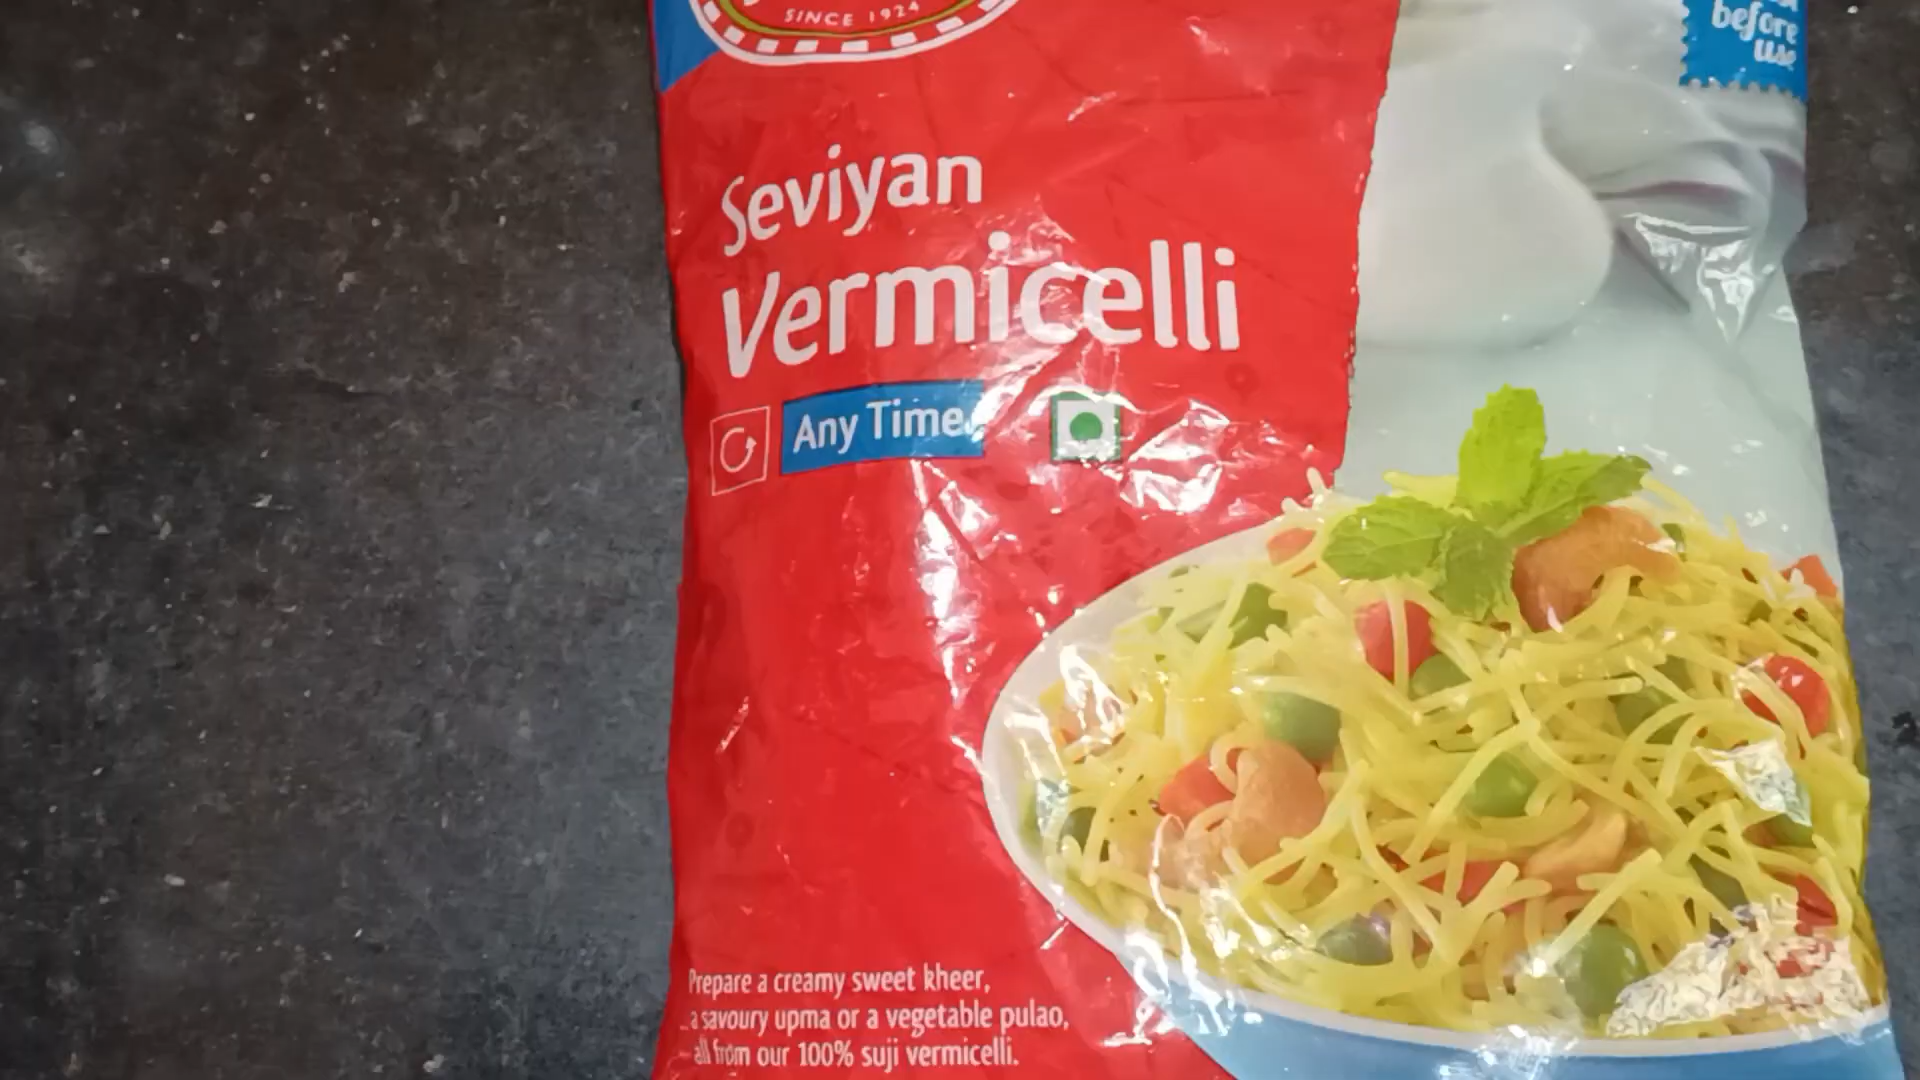 SINCE 1924
before
use
Seviyan
Vermicelli
Any Time
Prepare a creamy sweet kheer,
a savoury upma or a vegetable pulao,
all from our 100% suji vermicelli.